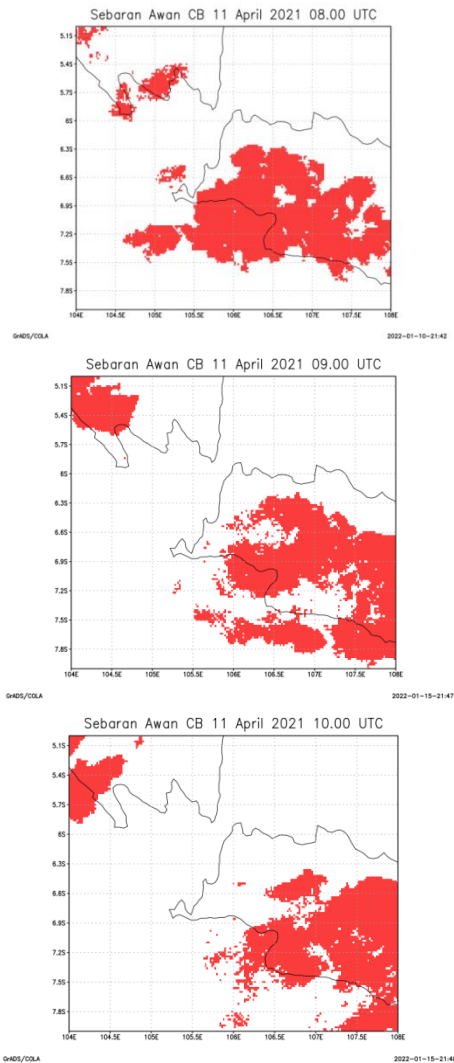 Sebaran Awan CB 11 April 2021 08.00 UTC
5.1S
5.4S
5.7S
6S
6.3S
6.6S
6.9S
7.2S
7.5S
7.8S
104E 104.5E 105E 105.5E 106E 106.5E 107E 107.5E 108E
GrADS/COLA 2022-01-10-21:42
Sebaran Awan CB 11 April 2021 09.00 UTC
5.1S
5.4S
5.7S
6S
6.3S
6.6S
6.9S
7.2S
7.5S
7.8S
104E 104.5E 105E 105.5E 106E 106.5E 107E 107.5E 108E
GrADS/COLA 2022-01-15-21:47
Sebaran Awan CB 11 April 2021 10.00 UTC
5.1S
5.4S
5.7S
6S
6.3S
6.6S
6.9S
7.2S
7.5S
7.8S
104E 104.5E 105E 105.5E 106E 106.5E 107E 107.5E 108E
GrADS/COLA